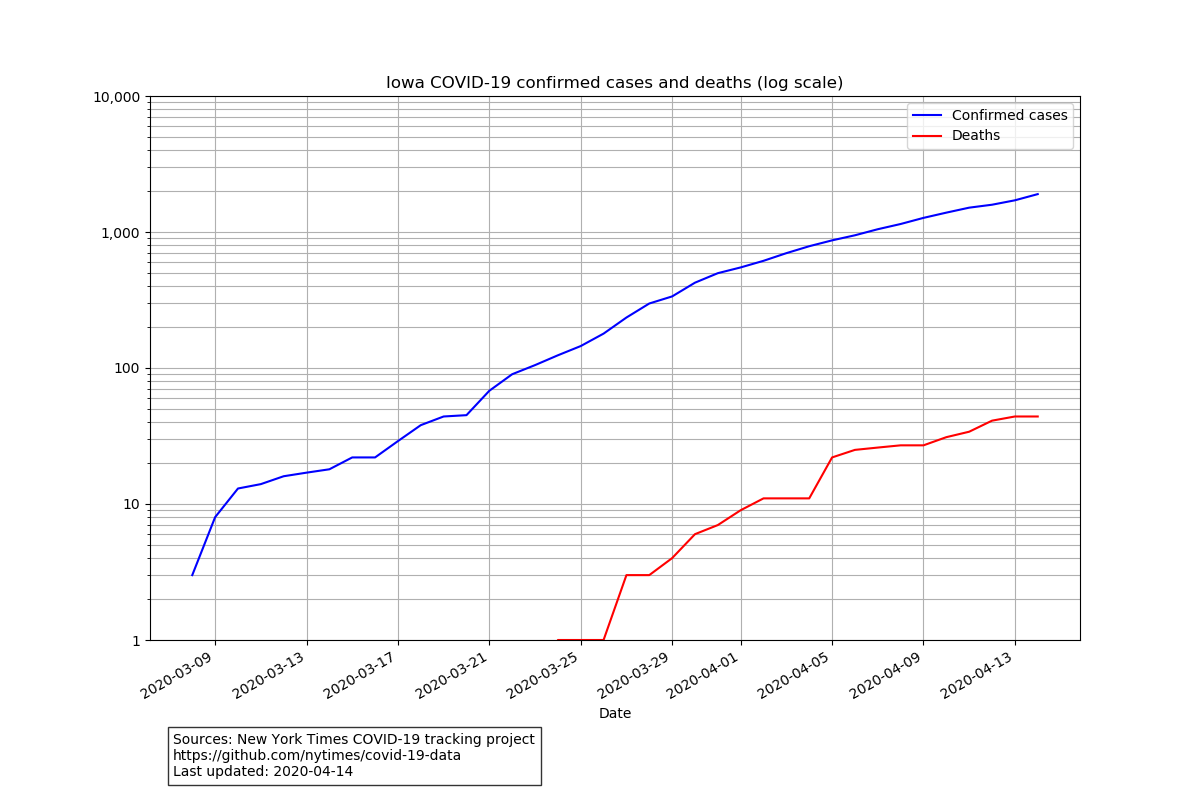 Iowa COVID-19 confirmed cases and deaths (log scale)
10,000
1,000
100
10
1
Confirmed cases
Deaths
2020-03-09
2020-03-13
2020-03-17
2020-03-21
2020-03-25
2020-03-29
2020-04-01
2020-04-05
2020-04-09
2020-04-13
Date
Sources: New York Times COVID-19 tracking project
https://github.com/nytimes/covid-19-data
Last updated: 2020-04-14